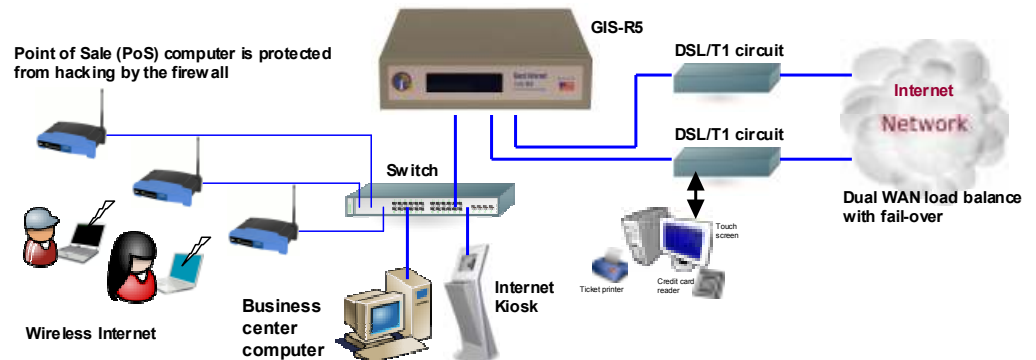 GIS-R5
Point of Sale (PoS) computer is protected
from hacking by the firewall
DSL/T1 circuit
Internet
Network
DSL/T1 circuit
Switch
Dual WAN load balance
with fail-over
Touch
screen
Ticket printer
Credit card
reader
Internet
Kiosk
Business
center
computer
Wireless Internet